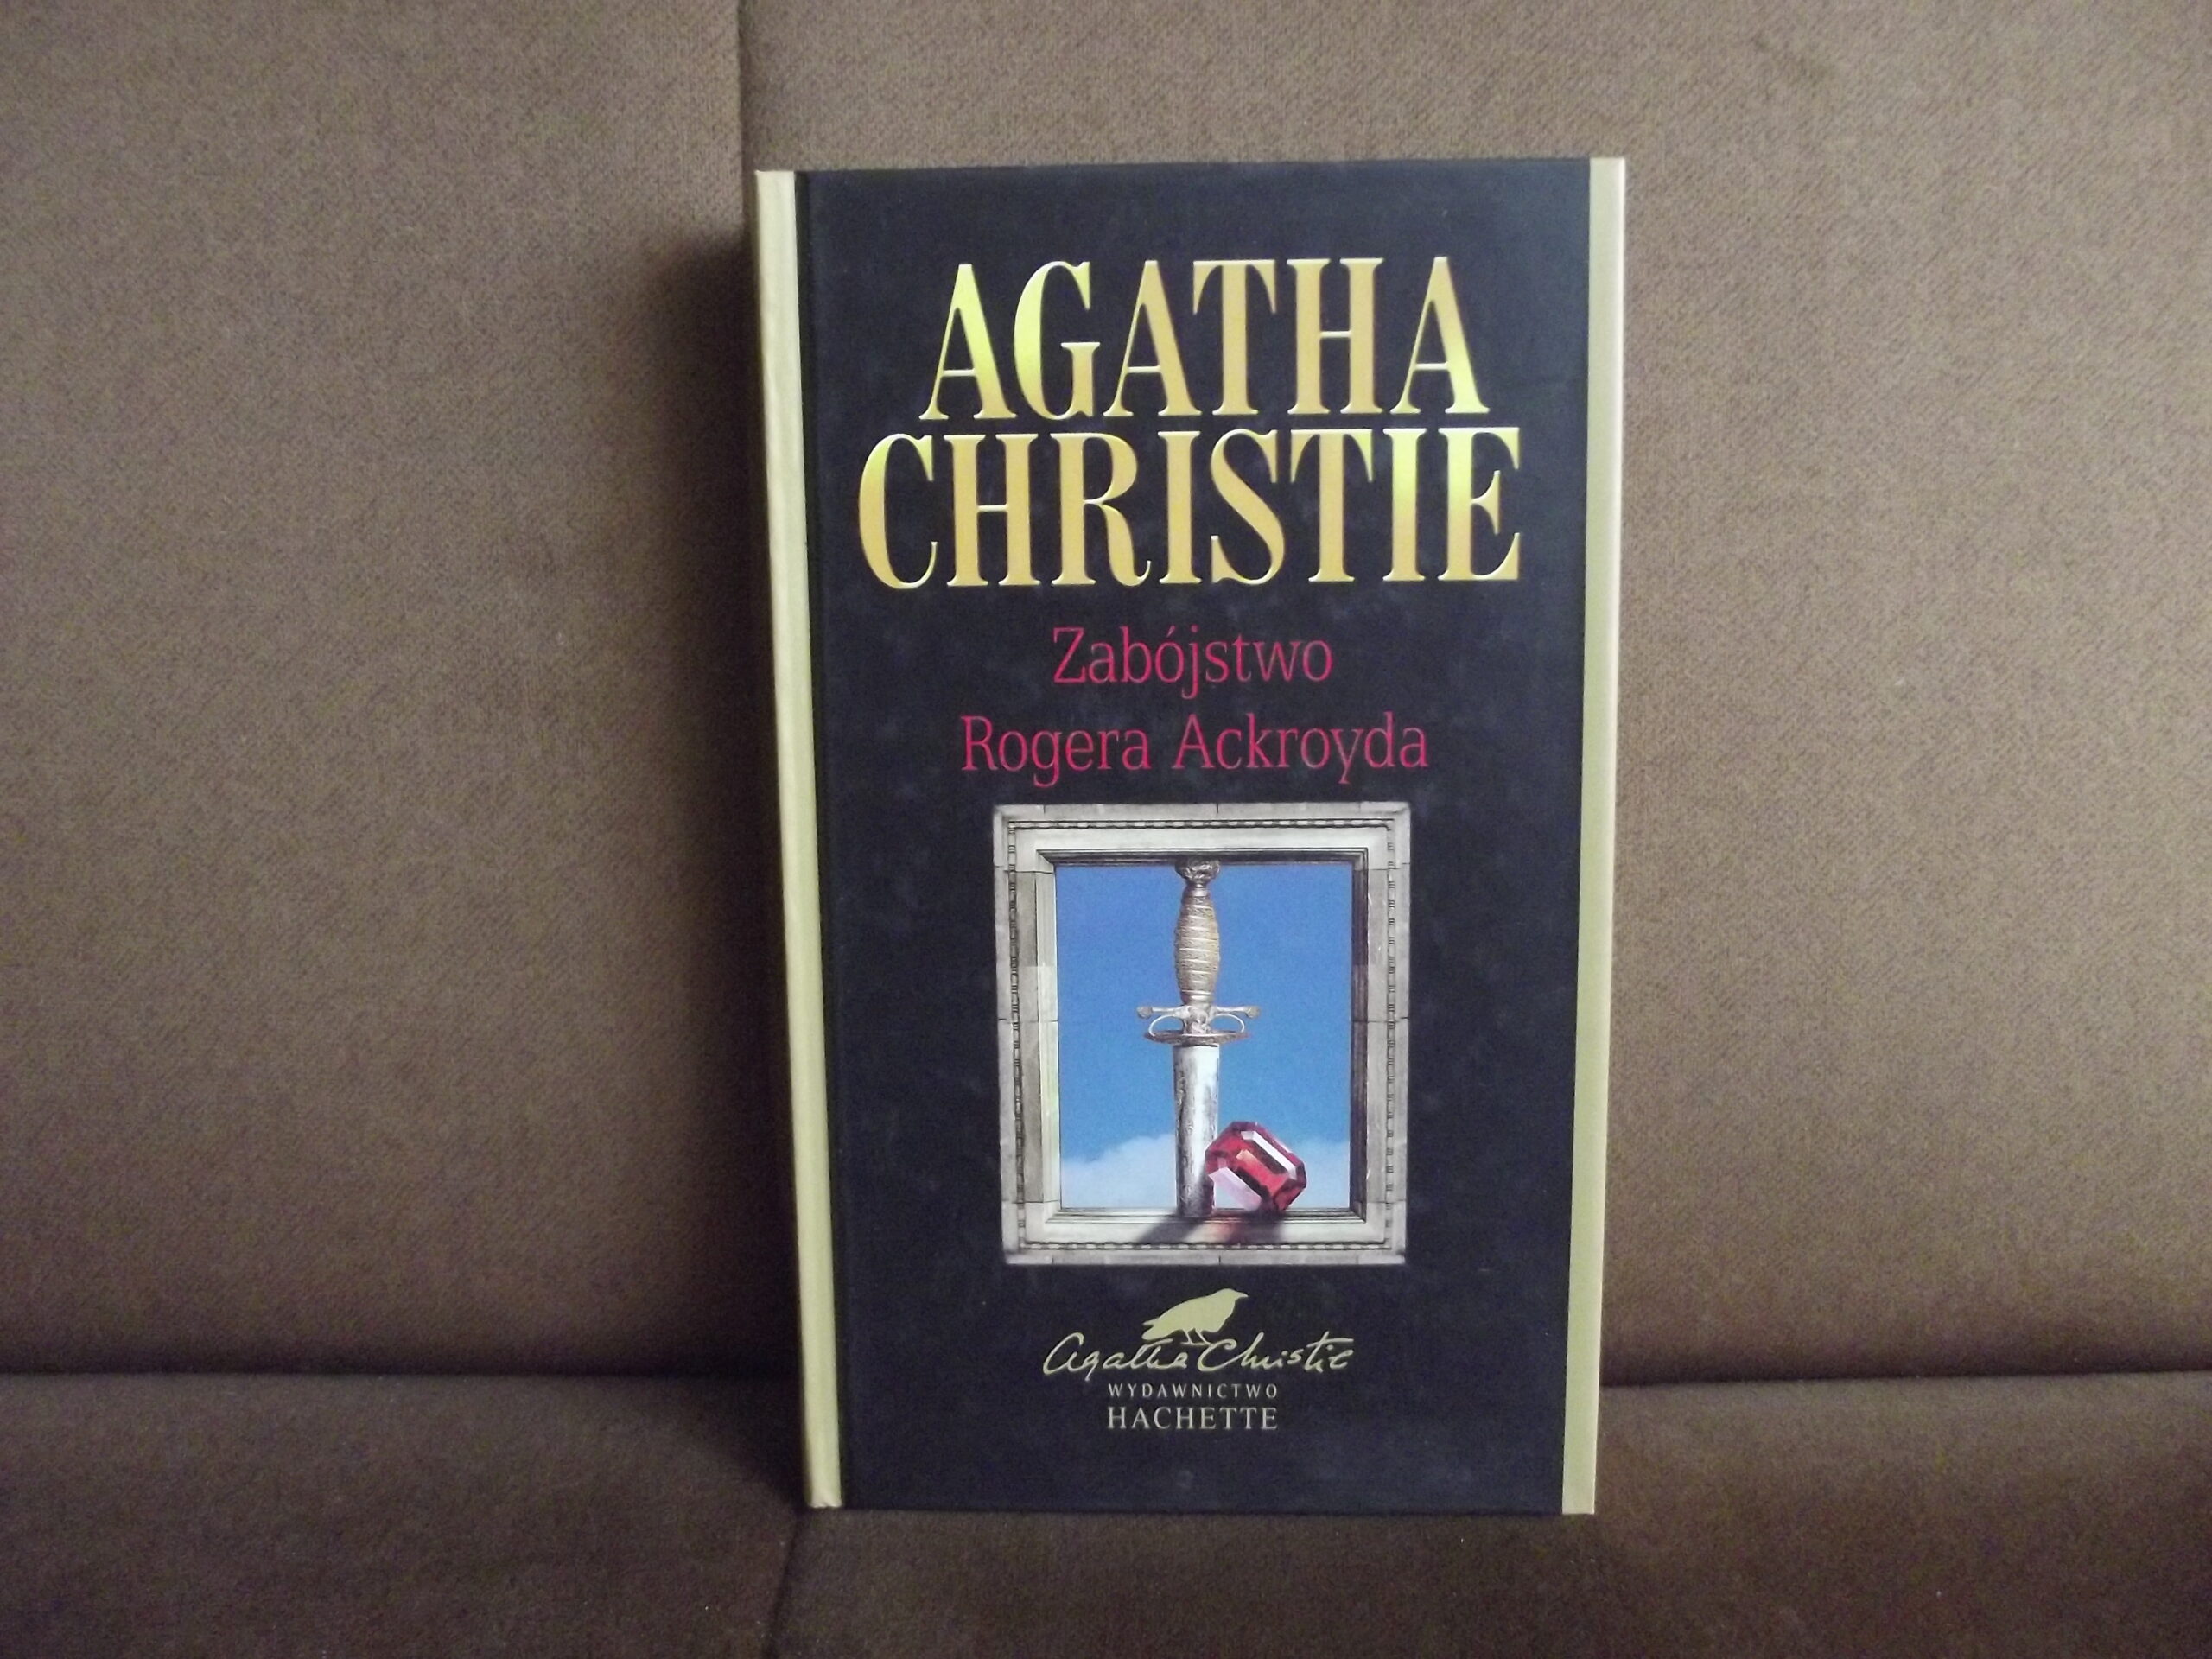 AGATHA
CHRISTIE
Zabójstwo
Rogera Ackroyda
Agatha Christie
WYDAWNICTWO
HACHETTE